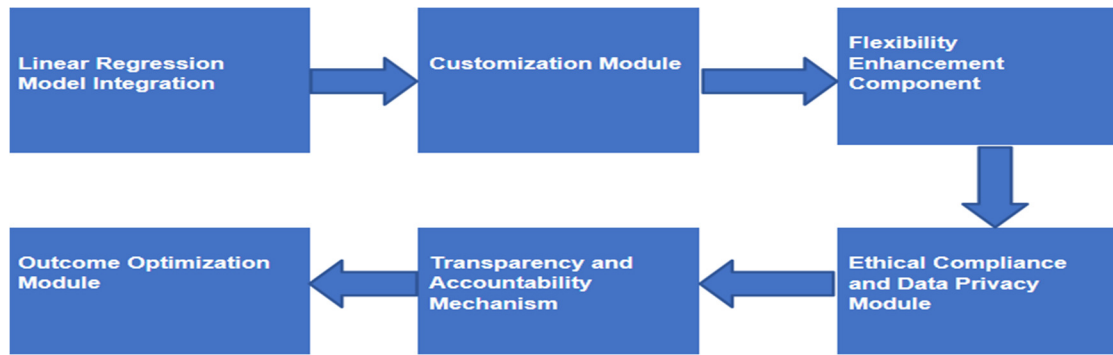 Linear Regression
Model Integration
Customization Module
Flexibility
Enhancement
Component
Ethical Compliance
and Data Privacy
Module
Transparency and
Accountability
Mechanism
Outcome Optimization
Module